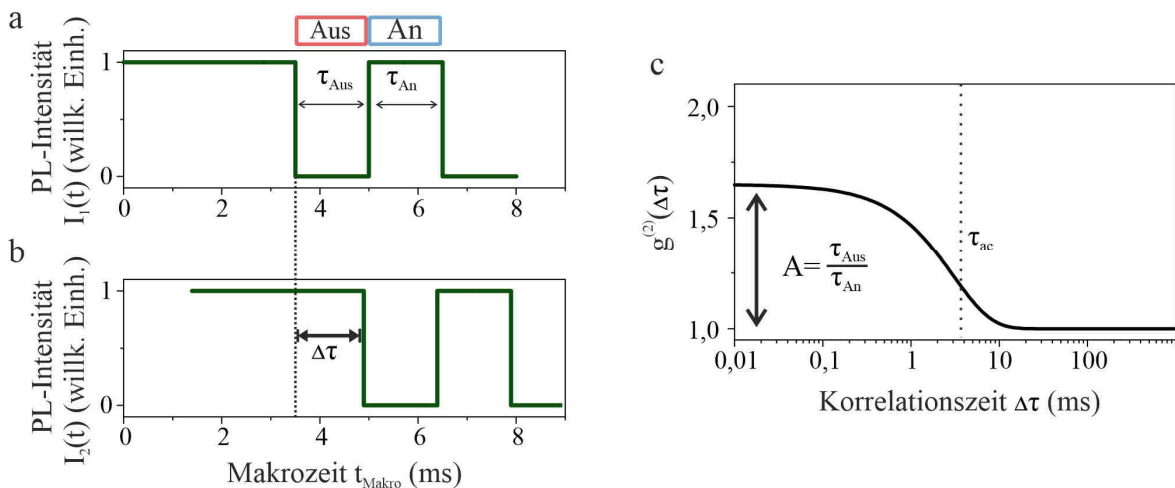 a
Aus An
PL-Intensität
I₁(t) (willk. Einh.)
1
0
τAus
τAn
0 2 4 6 8
b
PL-Intensität
I₂(t) (willk. Einh.)
1
0
Δτ
0 2 4 6 8
Makrozeit tMakro (ms)
c
g⁽²⁾(Δτ)
2,0
1,5
1,0
A= τAus
τAn
τac
0,01 0,1 1 10 100
Korrelationszeit Δτ (ms)